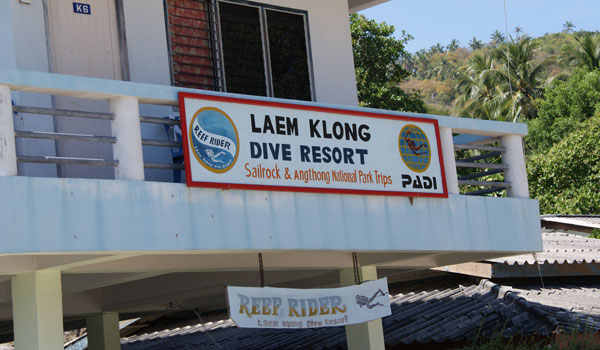 K6
REEF RIDER
LAEM KLONG
DIVE RESORT
Sailrock & Angthong National Park Trips
PADI
REEF RIDER
LAEM KLONG DIVE RESORT